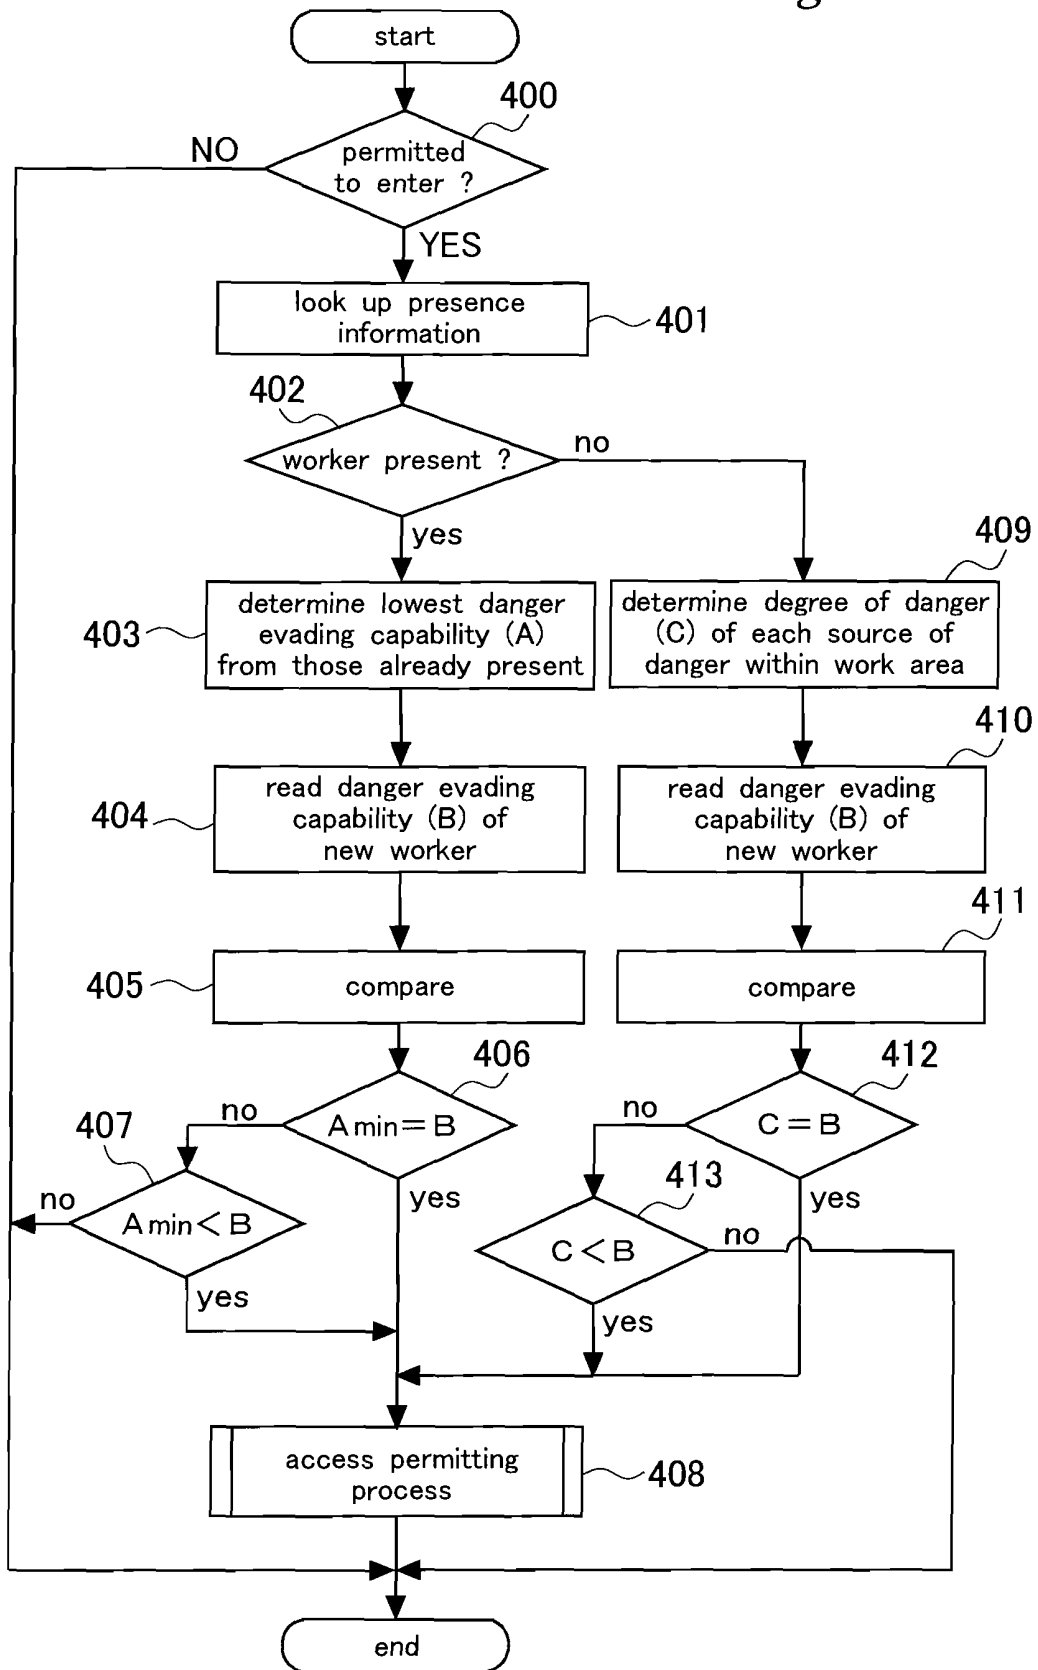 start
400
NO
permitted
to enter ?
YES
look up presence
information
401
402
worker present ?
no
yes
409
403
determine lowest danger
evading capability (A)
from those already present
determine degree of danger
(C) of each source of
danger within work area
410
404
read danger evading
capability (B) of
new worker
read danger evading
capability (B) of
new worker
411
405
compare
compare
406
412
no
A min = B
no
C = B
407
yes
413
yes
no
A min < B
C < B
no
yes
yes
access permitting
process
408
end